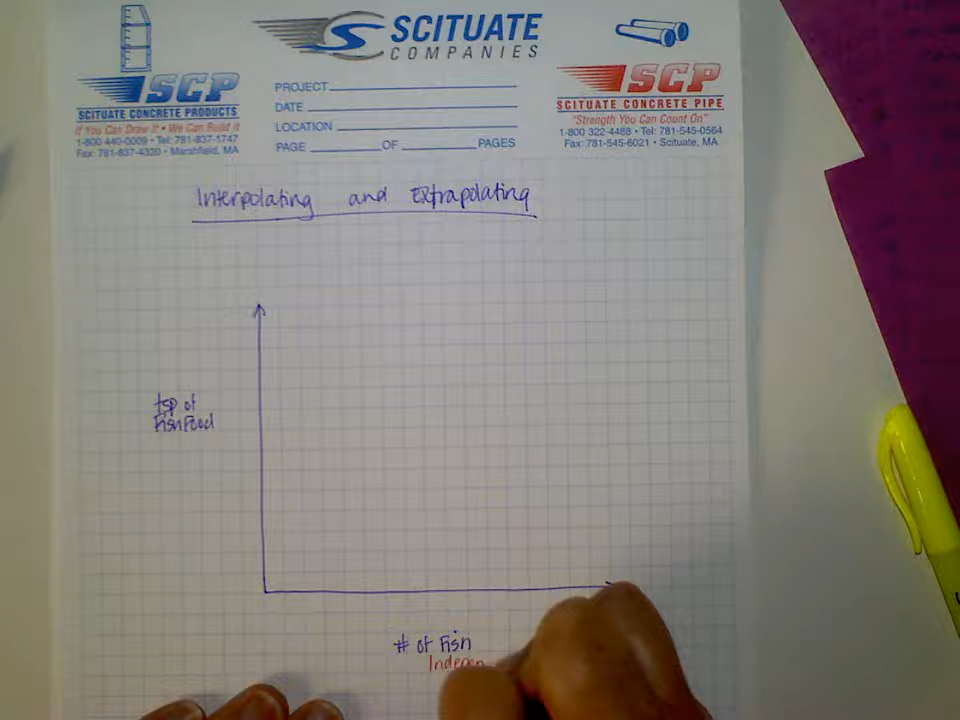 SCITUATE
COMPANIES
SCP
SCITUATE CONCRETE PRODUCTS
If You Can Draw It • We Can Build It
1-800 440-0009 • Tel: 781-837-1747
Fax: 781-837-4320 • Marshfield, MA
PROJECT
DATE
LOCATION
PAGE OF PAGES
SCP
SCITUATE CONCRETE PIPE
"Strength You Can Count On"
1-800 322-4488 • Tel: 781-545-0564
Fax: 781-545-6021 • Scituate, MA
Interpolating and Extrapolating
tsp of
Fish Food
# of Fish
Indepen